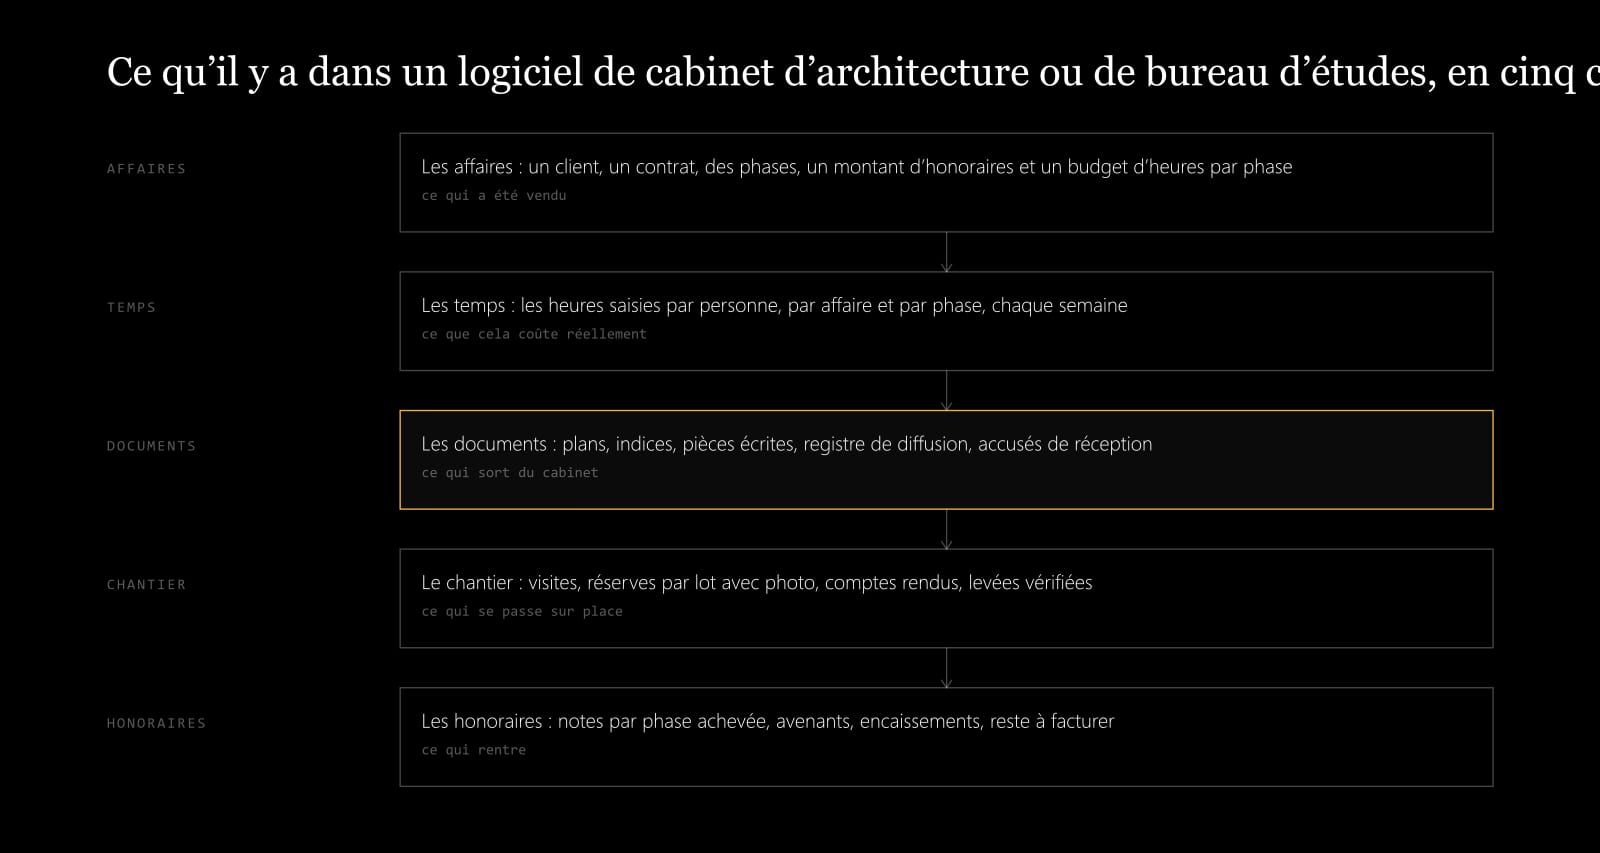 Ce qu’il y a dans un logiciel de cabinet d’architecture ou de bureau d’études, en cinq
AFFAIRES
Les affaires : un client, un contrat, des phases, un montant d’honoraires et un budget d’heures par phase
ce qui a été vendu
TEMPS
Les temps : les heures saisies par personne, par affaire et par phase, chaque semaine
ce que cela coûte réellement
DOCUMENTS
Les documents : plans, indices, pièces écrites, registre de diffusion, accusés de réception
ce qui sort du cabinet
CHANTIER
Le chantier : visites, réserves par lot avec photo, comptes rendus, levées vérifiées
ce qui se passe sur place
HONORAIRES
Les honoraires : notes par phase achevée, avenants, encaissements, reste à facturer
ce qui rentre